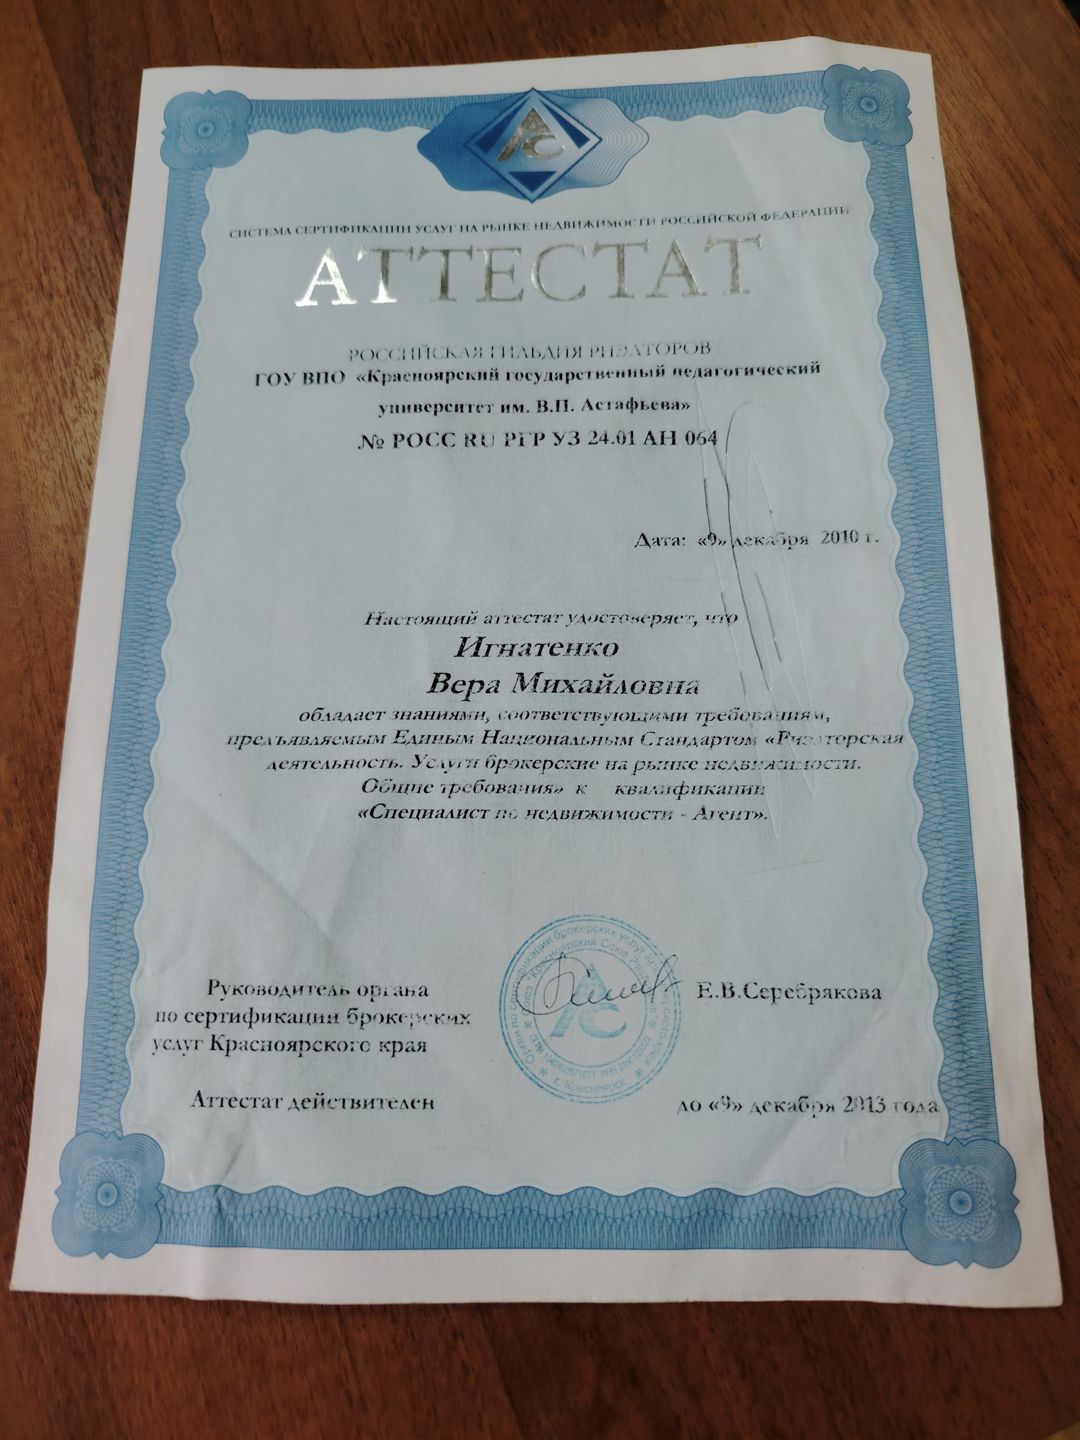 АС
СИСТЕМА СЕРТИФИКАЦИИ УСЛУГ НА РЫНКЕ НЕДВИЖИМОСТИ РОССИЙСКОЙ ФЕДЕРАЦИИ
АТТЕСТАТ
РОССИЙСКАЯ ГИЛЬДИЯ РИЭЛТОРОВ
ГОУ ВПО «Красноярский государственный педагогический
университет им. В.П. Астафьева»
№ РОСС RU РГР УЗ 24.01 АН 064
Дата: «9» декабря 2010 г.
Настоящий аттестат удостоверяет, что
Игнатенко
Вера Михайловна
обладает знаниями, соответствующими требованиям,
предъявляемым Единым Национальным Стандартом «Риэлторская
деятельность. Услуги брокерские на рынке недвижимости.
Общие требования» к квалификации
«Специалист по недвижимости - Агент».
Руководитель органа
по сертификации брокерских
услуг Красноярского края
Е.В.Серебрякова
г. Красноярск
Аттестат действителен
до «9» декабря 2013 года